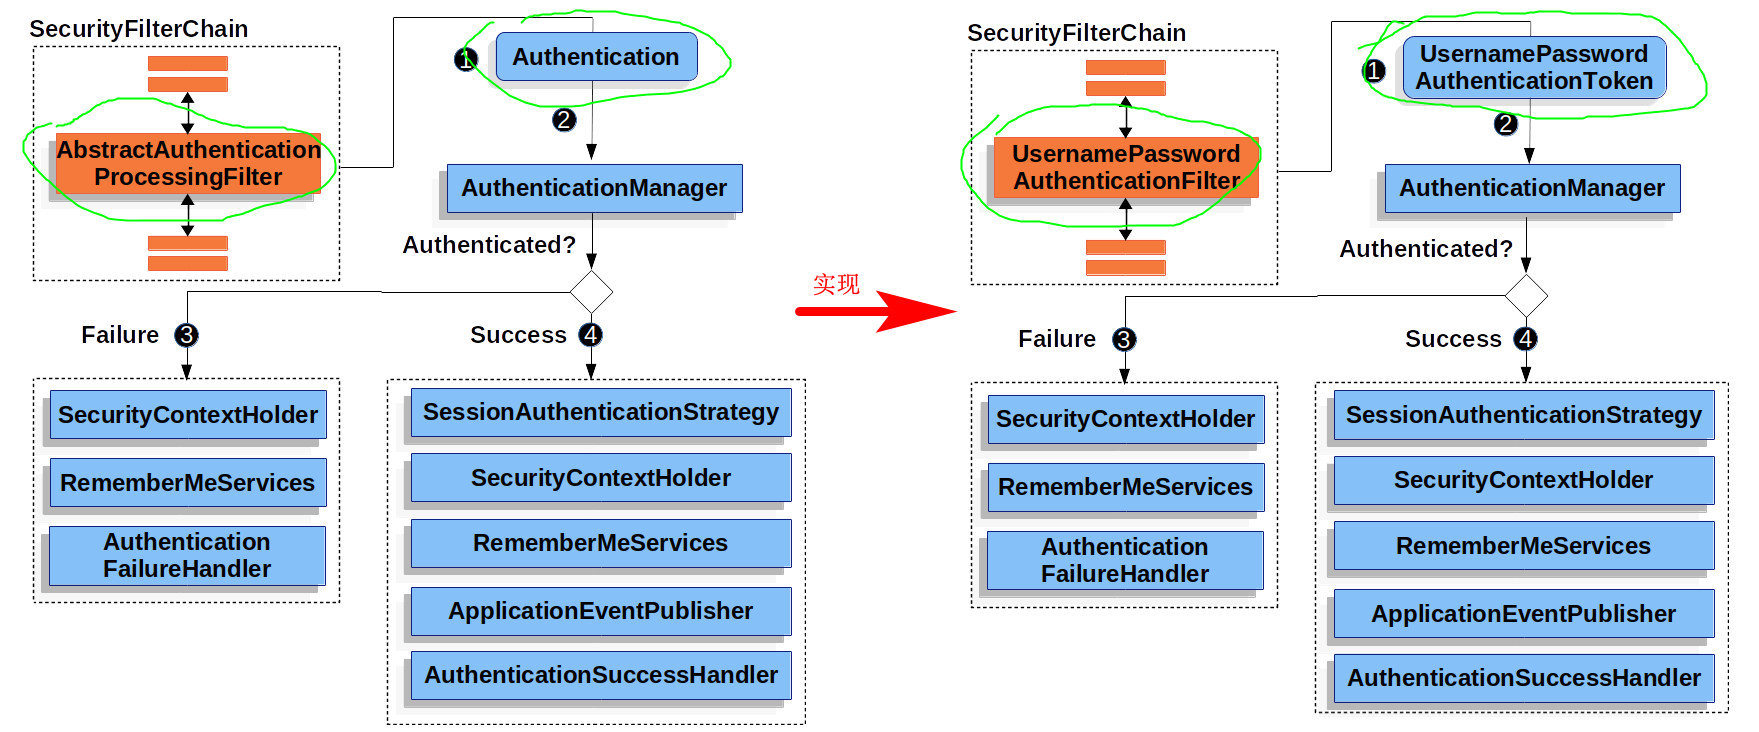 SecurityFilterChain
AbstractAuthentication
ProcessingFilter
1
Authentication
2
AuthenticationManager
Authenticated?
Failure 3
Success 4
SecurityContextHolder
RememberMeServices
Authentication
FailureHandler
SessionAuthenticationStrategy
SecurityContextHolder
RememberMeServices
ApplicationEventPublisher
AuthenticationSuccessHandler
实现
SecurityFilterChain
UsernamePassword
AuthenticationFilter
1
UsernamePassword
AuthenticationToken
2
AuthenticationManager
Authenticated?
Failure 3
Success 4
SecurityContextHolder
RememberMeServices
Authentication
FailureHandler
SessionAuthenticationStrategy
SecurityContextHolder
RememberMeServices
ApplicationEventPublisher
AuthenticationSuccessHandler